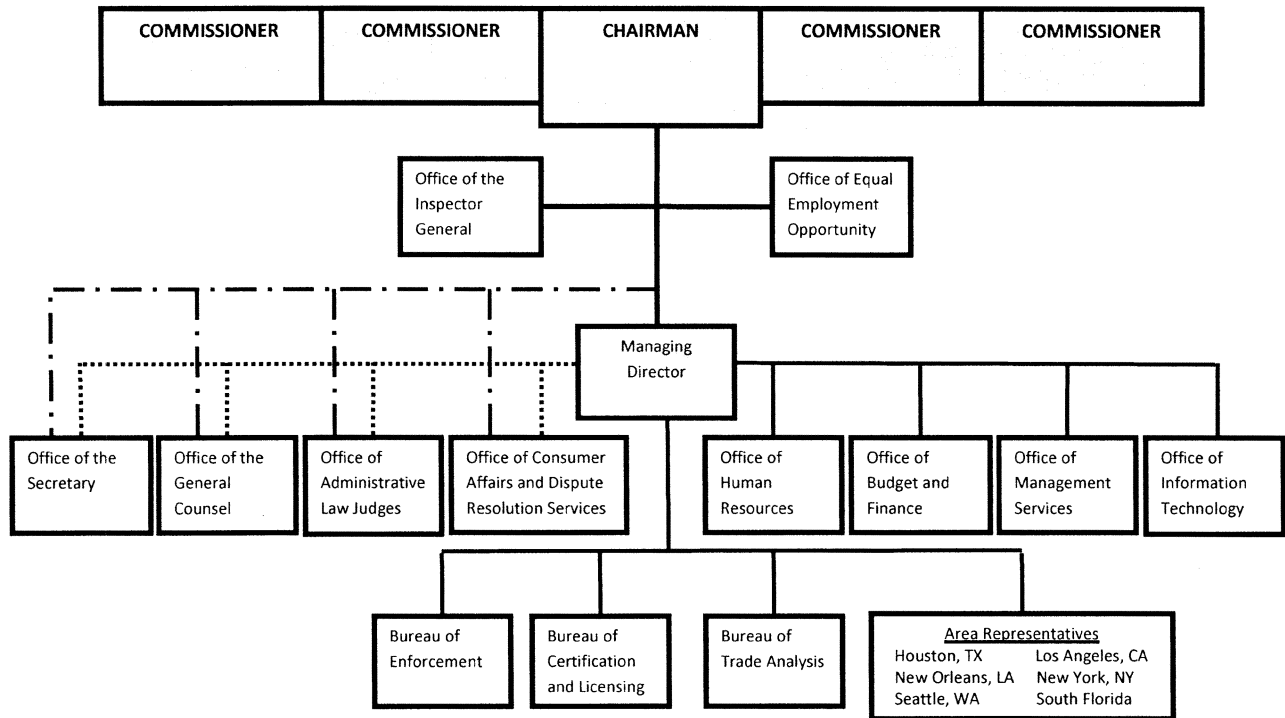 COMMISSIONER
COMMISSIONER
CHAIRMAN
COMMISSIONER
COMMISSIONER
Office of the
Inspector
General
Office of Equal
Employment
Opportunity
Managing
Director
Office of the
Secretary
Office of the
General
Counsel
Office of
Administrative
Law Judges
Office of Consumer
Affairs and Dispute
Resolution Services
Office of
Human
Resources
Office of
Budget and
Finance
Office of
Management
Services
Office of
Information
Technology
Bureau of
Enforcement
Bureau of
Certification
and Licensing
Bureau of
Trade Analysis
Area Representatives
Houston, TX Los Angeles, CA
New Orleans, LA New York, NY
Seattle, WA South Florida